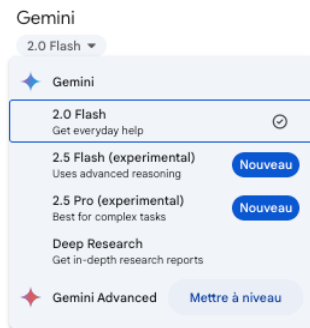 Gemini
2.0 Flash
Gemini
2.0 Flash
Get everyday help
2.5 Flash (experimental)
Uses advanced reasoning
Nouveau
2.5 Pro (experimental)
Best for complex tasks
Nouveau
Deep Research
Get in-depth research reports
Gemini Advanced
Mettre à niveau